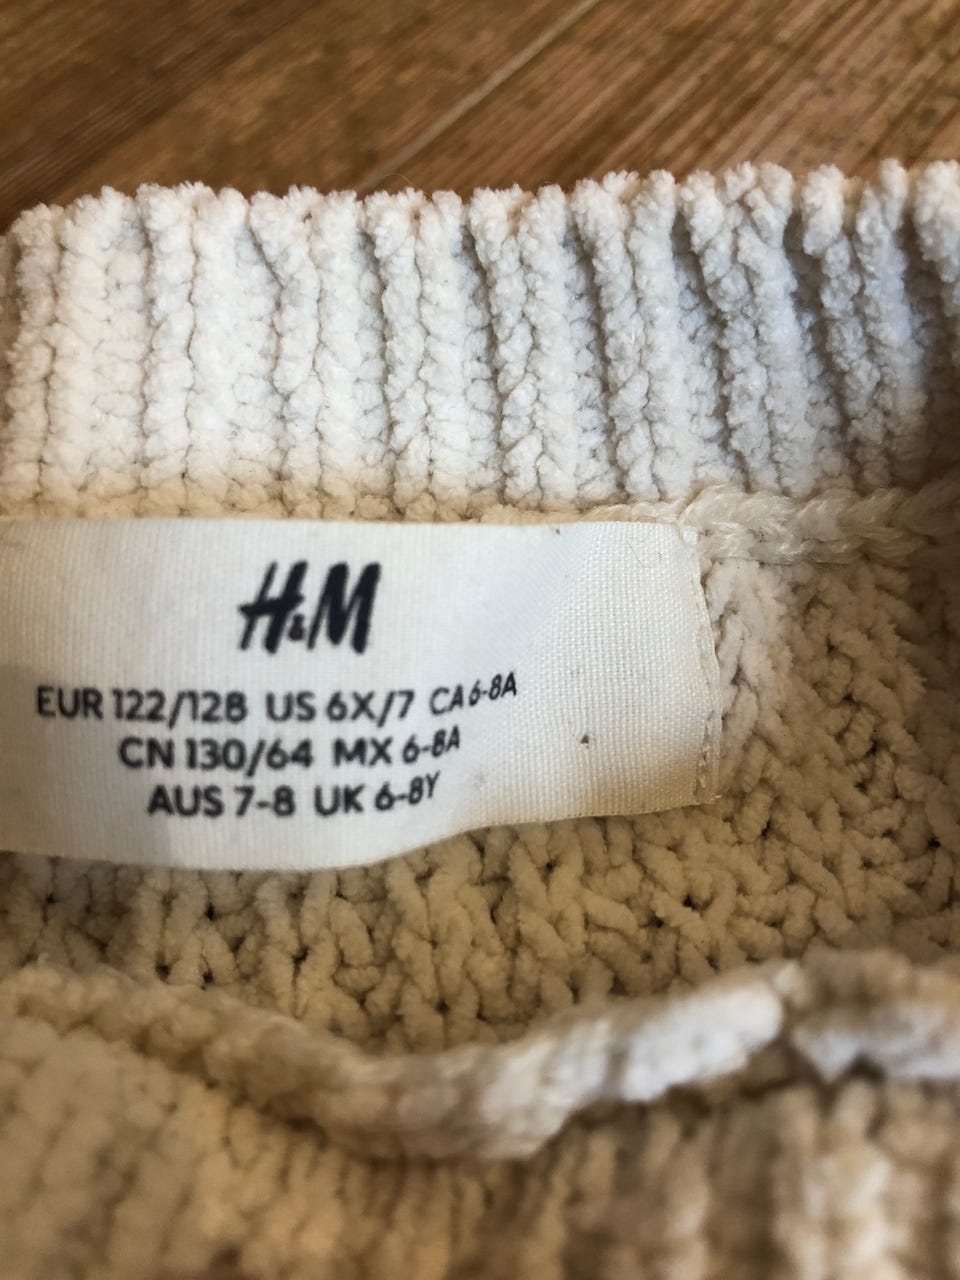 H&M
EUR 122/128 US 6X/7 CA 6-8A
CN 130/64 MX 6-8A
AUS 7-8 UK 6-8Y